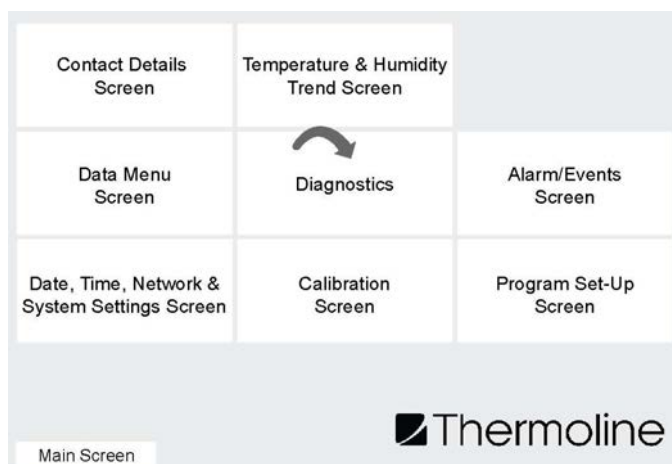 Contact Details
Screen
Temperature & Humidity
Trend Screen
Data Menu
Screen
Diagnostics
Alarm/Events
Screen
Date, Time, Network &
System Settings Screen
Calibration
Screen
Program Set-Up
Screen
Thermoline
Main Screen